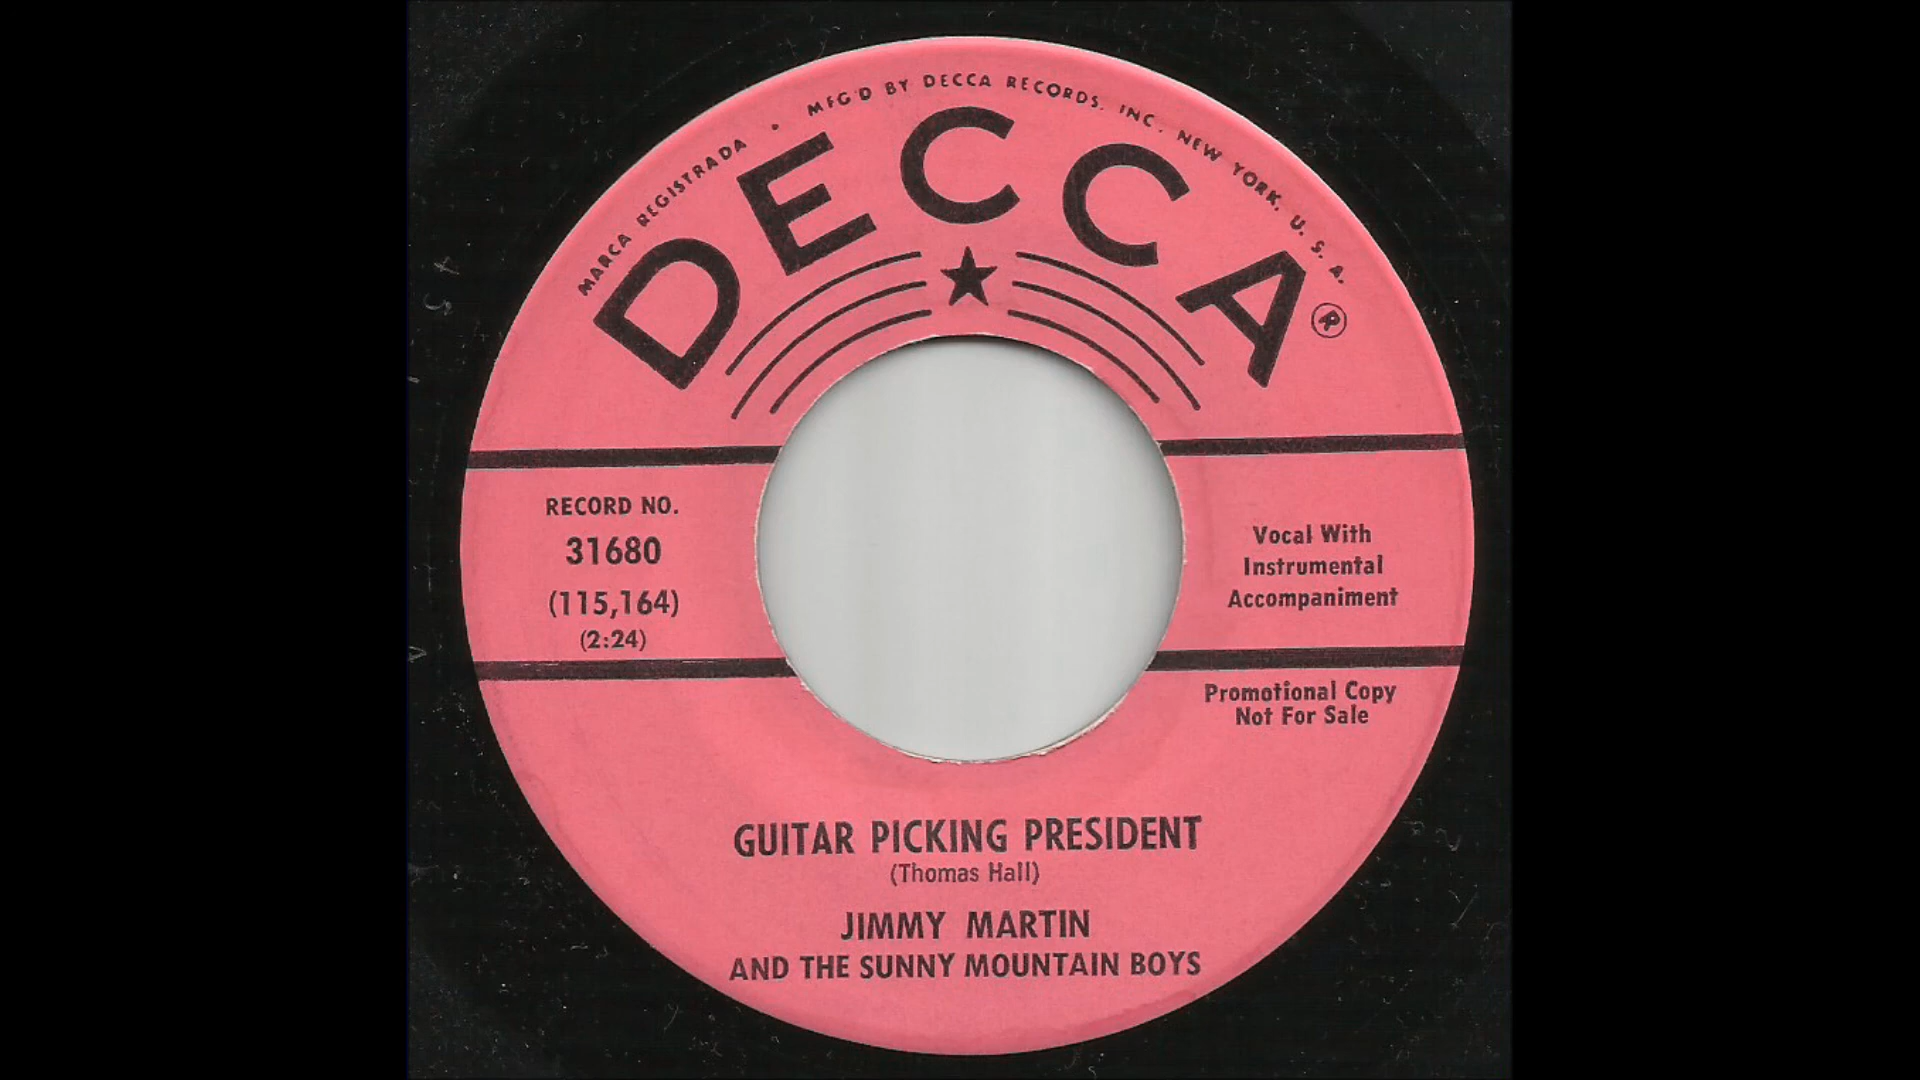 MARCA REGISTRADA • MFG'D BY DECCA RECORDS, INC. NEW YORK, U. S. A.
DECCA
®
RECORD NO.
31680
(115,164)
(2:24)
Vocal With
Instrumental
Accompaniment
Promotional Copy
Not For Sale
GUITAR PICKING PRESIDENT
(Thomas Hall)
JIMMY MARTIN
AND THE SUNNY MOUNTAIN BOYS